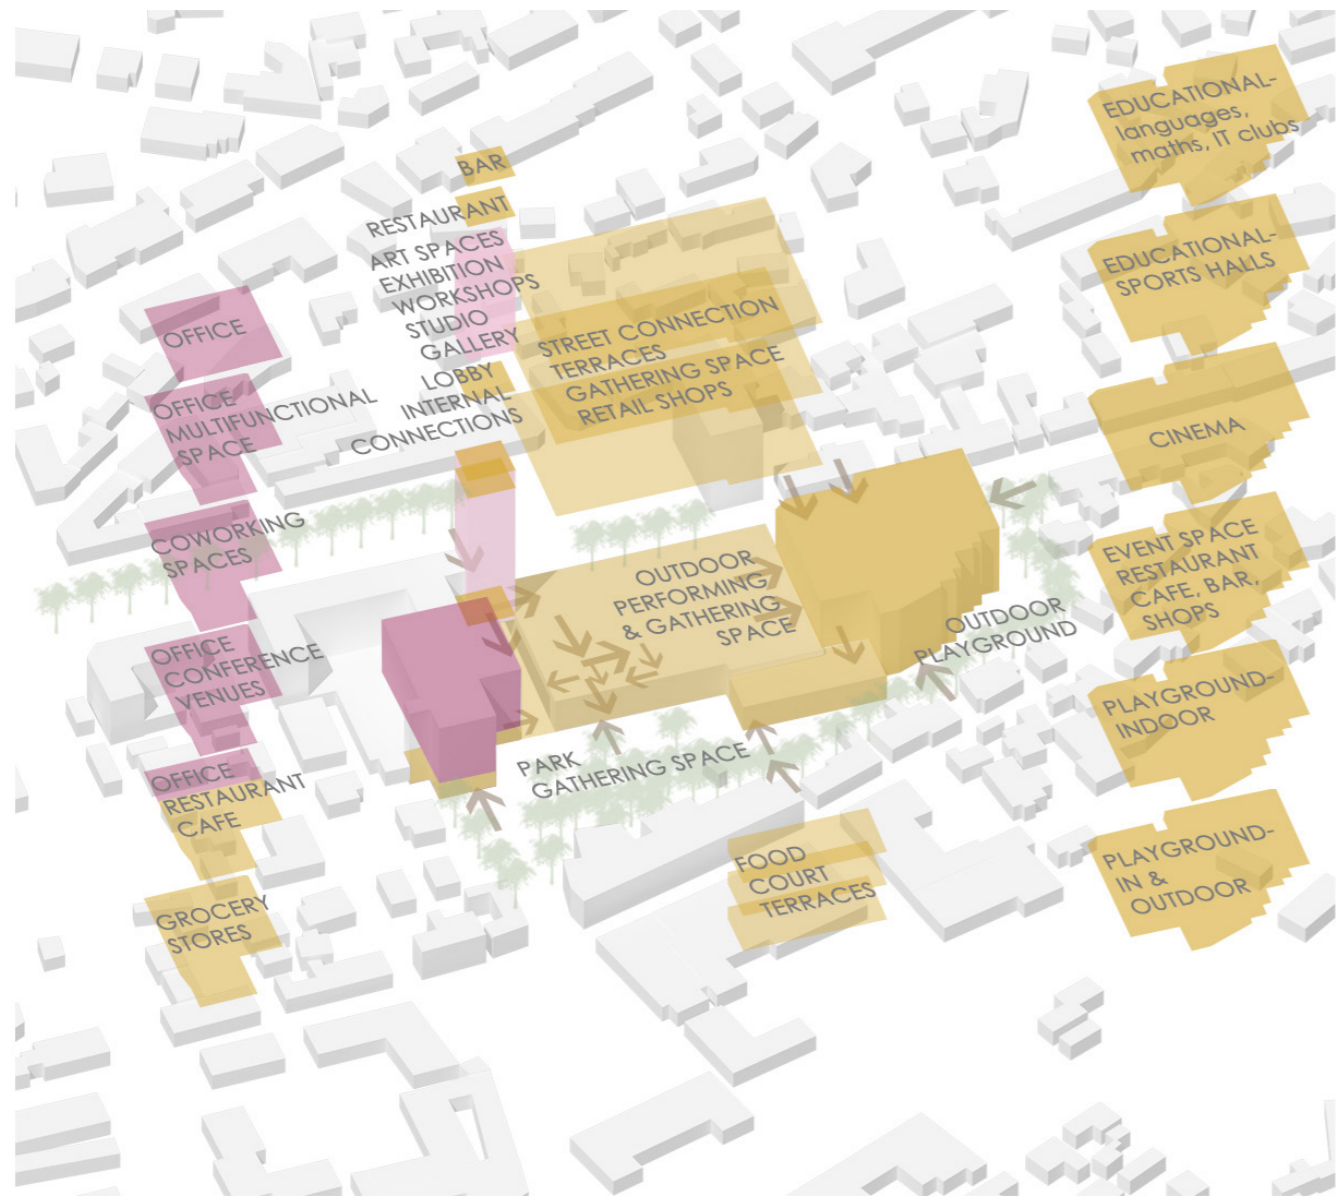 EDUCATIONAL-
languages,
maths, IT clubs
BAR
RESTAURANT
ART SPACES
EXHIBITION
WORKSHOPS
STUDIO
GALLERY
LOBBY
INTERNAL
CONNECTIONS
STREET CONNECTION
TERRACES
GATHERING SPACE
RETAIL SHOPS
EDUCATIONAL-
SPORTS HALLS
OFFICE
OFFICE
MULTIFUNCTIONAL
SPACE
CINEMA
COWORKING
SPACES
OUTDOOR
PERFORMING
& GATHERING
SPACE
EVENT SPACE
RESTAURANT
CAFE, BAR,
SHOPS
OUTDOOR
PLAYGROUND
OFFICE
CONFERENCE
VENUES
PLAYGROUND-
INDOOR
PARK
GATHERING SPACE
OFFICE
RESTAURANT
CAFE
FOOD
COURT
TERRACES
PLAYGROUND-
IN &
OUTDOOR
GROCERY
STORES